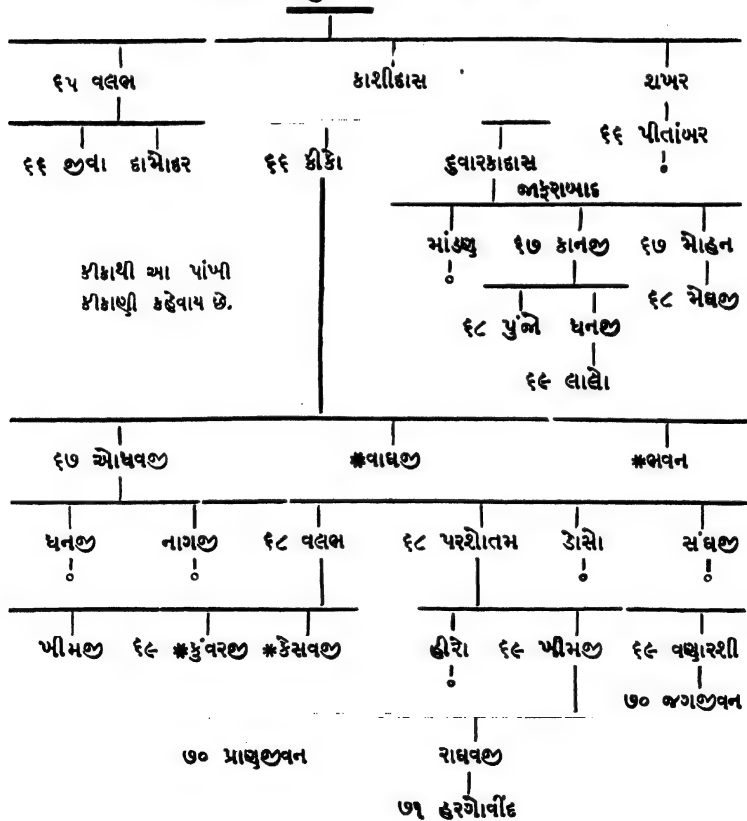 ૬૫ વલભ કાશીદાસ શખર
૬૬ પીતાંબર
૬૬ જીવા દામોદર ૬૬ કીકો દુવારકાદાસ
જાફરાબાદ
માંડણ ૬૭ કાનજી ૬૭ મોહન
કીકાથી આ પાંખી
કીકાણી કહેવાય છે.
૬૮ પુંજો ધનજી ૬૮ મેઘજી
૬૯ લાલો
૬૭ ઓધવજી *વાઘજી *ભવન
ધનજી નાગજી ૬૮ વલભ ૬૮ પરશોતમ ડોસો સંઘજી
ખીમજી ૬૯ *કુંવરજી *કેસવજી હીરો ૬૯ ખીમજી ૬૯ વણારશી
૭૦ જગજીવન
૭૦ પ્રાણજીવન રાઘવજી
૭૧ હરગોવીંદ